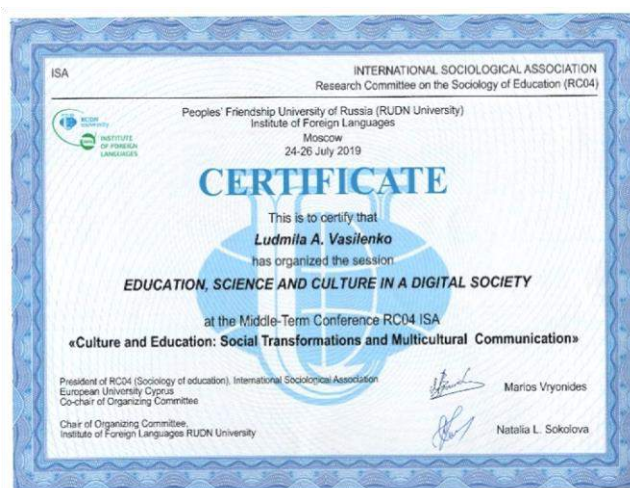 ISA
INTERNATIONAL SOCIOLOGICAL ASSOCIATION
Research Committee on the Sociology of Education (RC04)
RUDN
university
INSTITUTE
OF FOREIGN
LANGUAGES
Peoples' Friendship University of Russia (RUDN University)
Institute of Foreign Languages
Moscow
24-26 July 2019
CERTIFICATE
This is to certify that
Ludmila A. Vasilenko
has organized the session
EDUCATION, SCIENCE AND CULTURE IN A DIGITAL SOCIETY
at the Middle-Term Conference RC04 ISA
«Culture and Education: Social Transformations and Multicultural Communication»
President of RC04 (Sociology of education), International Sociological Association
European University Cyprus
Co-chair of Organizing Committee
Marios Vryonides
Chair of Organizing Committee,
Institute of Foreign Languages RUDN University
Natalia L. Sokolova